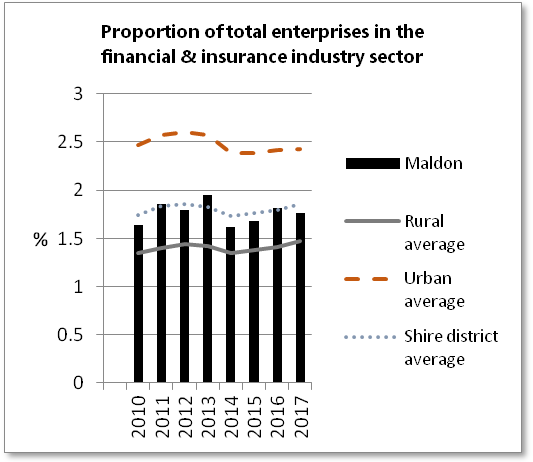 Proportion of total enterprises in the
financial & insurance industry sector
3
2.5
2
1.5
1
0.5
0
%
2010
2011
2012
2013
2014
2015
2016
2017
Maldon
Rural
average
Urban
average
Shire district
average